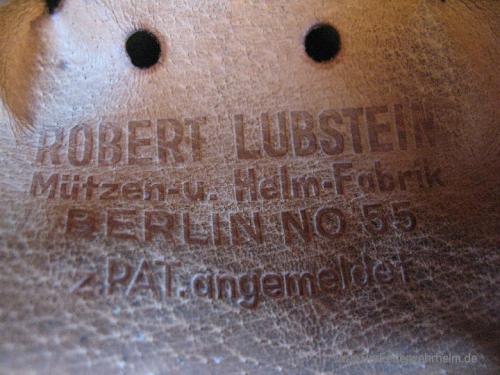 ROBERT LUBSTEIN
Mützen-u. Helm-Fabrik
BERLIN NO 55
z.PAT.angemeldet